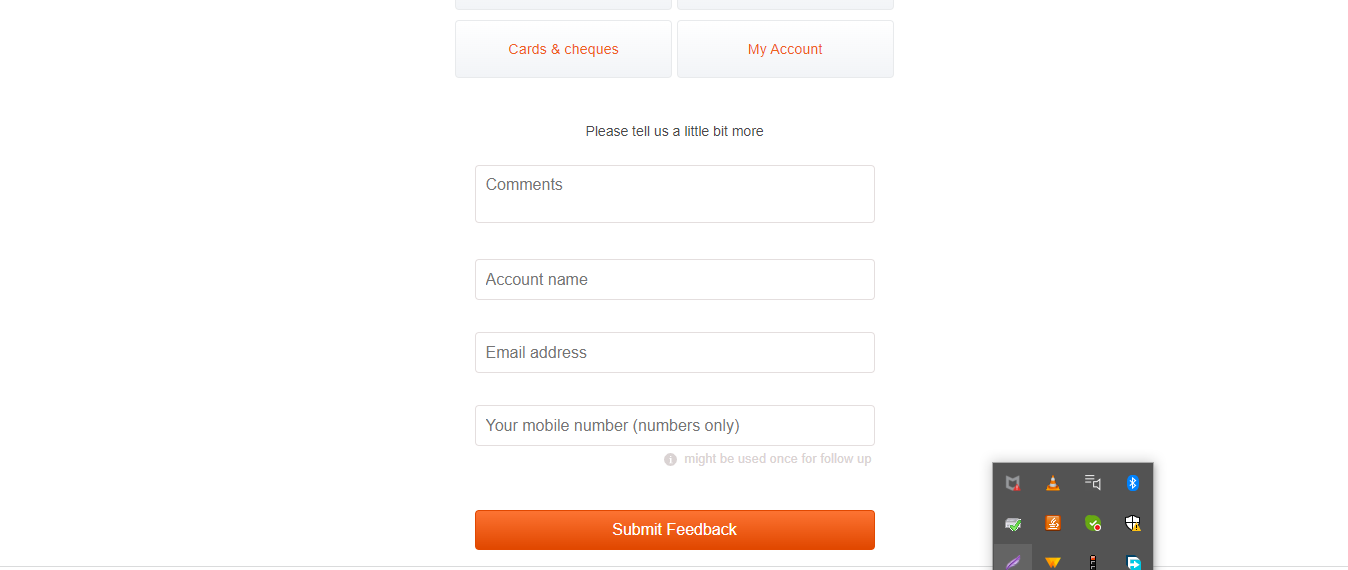 Cards & cheques
My Account
Please tell us a little bit more
Comments
Account name
Email address
Your mobile number (numbers only)
might be used once for follow up
Submit Feedback